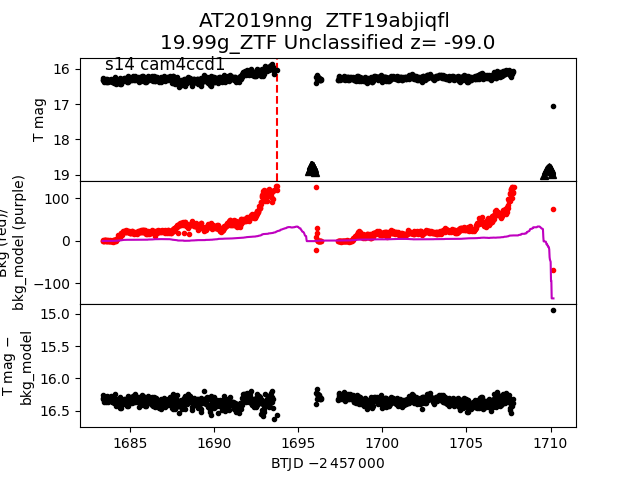 AT2019nng ZTF19abjiqfl
19.99g_ZTF Unclassified z= -99.0
s14 cam4ccd1
16
17
18
19
T mag
100
0
−100
Bkg (red)/
bkg_model (purple)
15.0
15.5
16.0
16.5
T mag −
bkg_model
1685 1690 1695 1700 1705 1710
BTJD −2 457 000